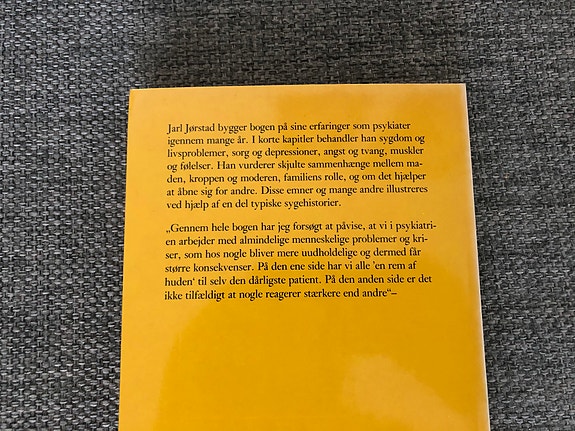 Jarl Jørstad bygger bogen på sine erfaringer som psykiater
igennem mange år. I korte kapitler behandler han sygdom og
livsproblemer, sorg og depressioner, angst og tvang, muskler
og følelser. Han vurderer skjulte sammenhænge mellem ma-
den, kroppen og moderen, familiens rolle, og om det hjælper
at åbne sig for andre. Disse emner og mange andre illustreres
ved hjælp af en del typiske sygehistorier.
„Gennem hele bogen har jeg forsøgt at påvise, at vi i psykiatri-
en arbejder med almindelige menneskelige problemer og kri-
ser, som hos nogle bliver mere uudholdelige og dermed får
større konsekvenser. På den ene side har vi alle 'en rem af
huden' til selv den dårligste patient. På den anden side er det
ikke tilfældigt at nogle reagerer stærkere end andre“–